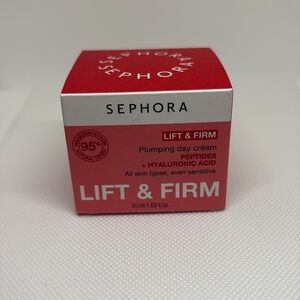 SEPHORA
SEPHORA
SEPHORA
LIFT & FIRM
Plumping day cream
PEPTIDES
+ HYALURONIC ACID
All skin types, even sensitive
95%
LIFT & FIRM
50 ml 1.69 fl.oz.